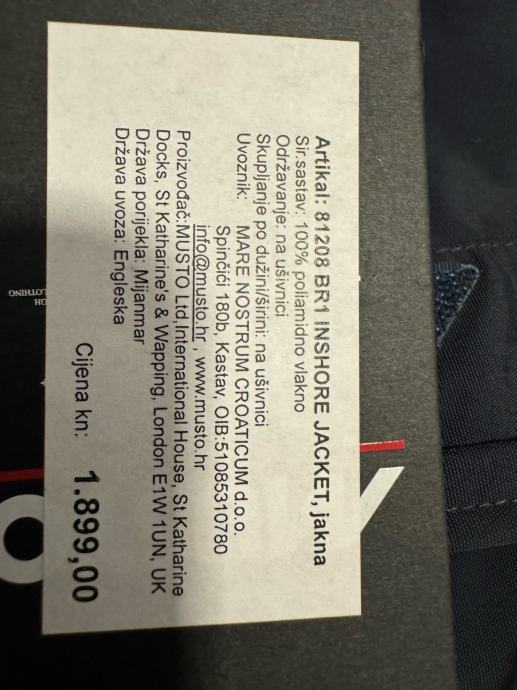 Artikal: 81208 BR1 INSHORE JACKET, jakna
Sir.sastav: 100% poliamidno vlakno
Održavanje: na ušivnici
Skupljanje po dužini/širini: na ušivnici
Uvoznik: MARE NOSTRUM CROATICUM d.o.o.
Spinčići 180b, Kastav, OIB:51085310780
info@musto.hr , www.musto.hr
Proizvođač:MUSTO Ltd,International House, St Katharine
Docks, St Katharine's & Wapping, London E1W 1UN, UK
Država porijekla: Mijanmar
Država uvoza: Engleska
Cijena kn: 1.899,00
CLOTHING